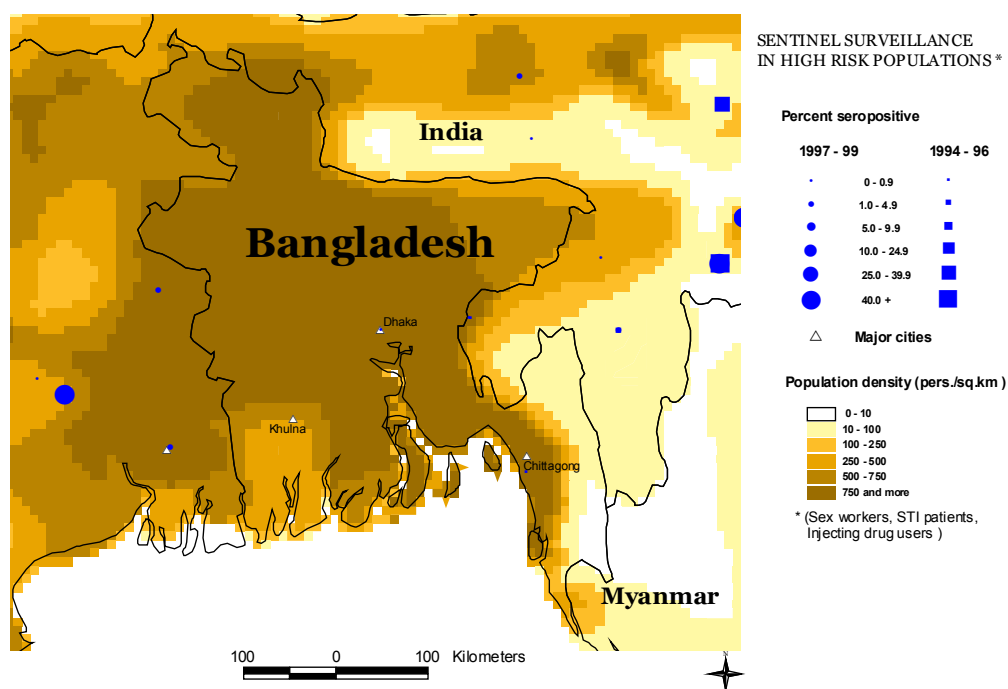 SENTINEL SURVEILLANCE
IN HIGH RISK POPULATIONS *
Percent seropositive
1997 - 99 1994 - 96
0 - 0.9
1.0 - 4.9
5.0 - 9.9
10.0 - 24.9
25.0 - 39.9
40.0 +
Major cities
Population density (pers./sq.km )
0 - 10
10 - 100
100 - 250
250 - 500
500 - 750
750 and more
* (Sex workers, STI patients,
Injecting drug users )
India
Bangladesh
Dhaka
Khulna
Chittagong
Myanmar
100 0 100 Kilometers
N